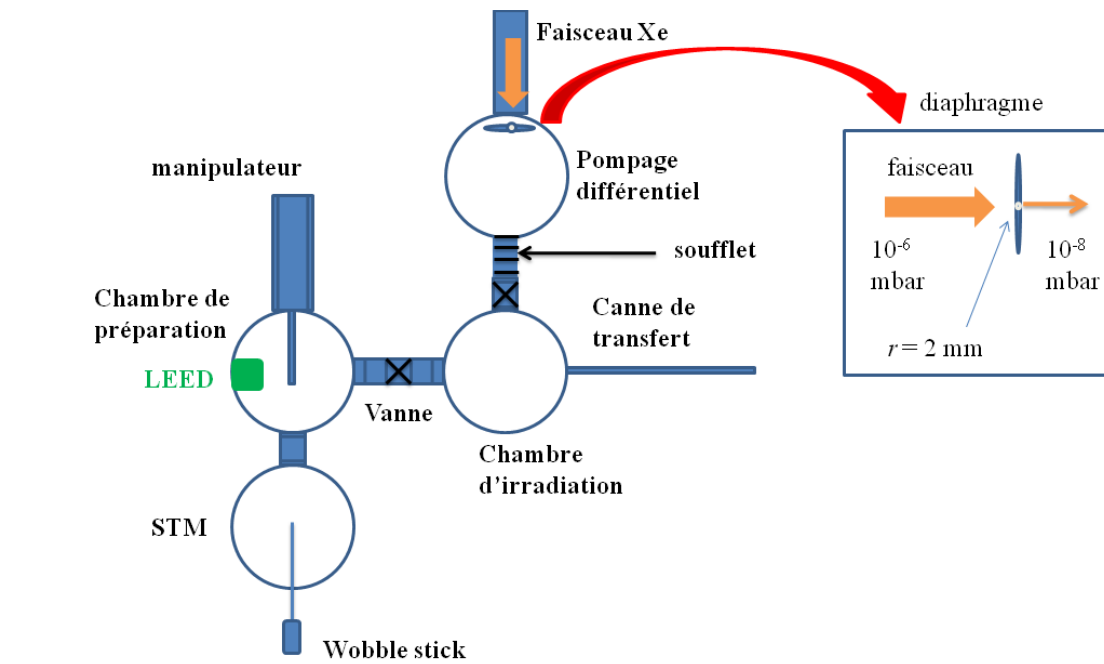 Faisceau Xe
diaphragme
manipulateur
Pompage
différentiel
faisceau
10-6
mbar
10-8
mbar
r = 2 mm
soufflet
Chambre de
préparation
LEED
Canne de
transfert
Vanne
Chambre
d'irradiation
STM
Wobble stick